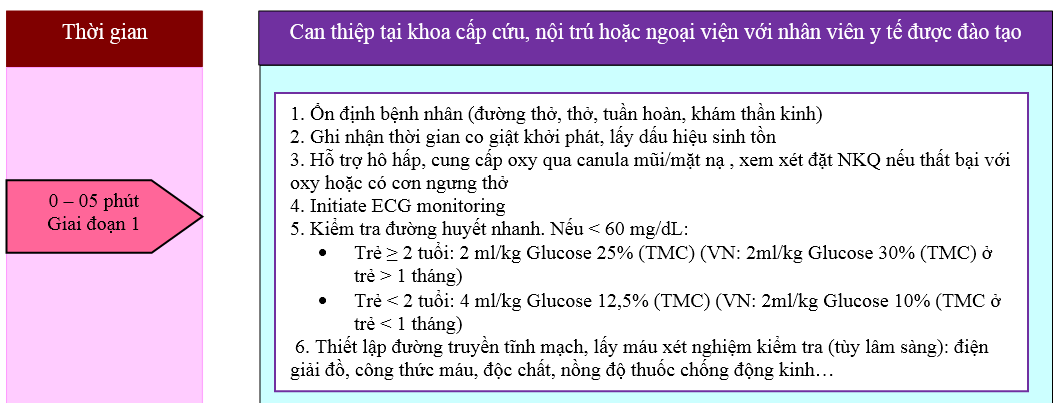 Thời gian
Can thiệp tại khoa cấp cứu, nội trú hoặc ngoại viện với nhân viên y tế được đào tạo
0 – 05 phút
Giai đoạn 1
1. Ổn định bệnh nhân (đường thở, thở, tuần hoàn, khám thần kinh)
2. Ghi nhận thời gian co giật khởi phát, lấy dấu hiệu sinh tồn
3. Hỗ trợ hô hấp, cung cấp oxy qua canula mũi/mặt nạ , xem xét đặt NKQ nếu thất bại với
oxy hoặc có cơn ngưng thở
4. Initiate ECG monitoring
5. Kiểm tra đường huyết nhanh. Nếu < 60 mg/dL:
• Trẻ ≥ 2 tuổi: 2 ml/kg Glucose 25% (TMC) (VN: 2ml/kg Glucose 30% (TMC) ở
trẻ > 1 tháng)
• Trẻ < 2 tuổi: 4 ml/kg Glucose 12,5% (TMC) (VN: 2ml/kg Glucose 10% (TMC ở
trẻ < 1 tháng)
6. Thiết lập đường truyền tĩnh mạch, lấy máu xét nghiệm kiểm tra (tùy lâm sàng): điện
giải đồ, công thức máu, độc chất, nồng độ thuốc chống động kinh…